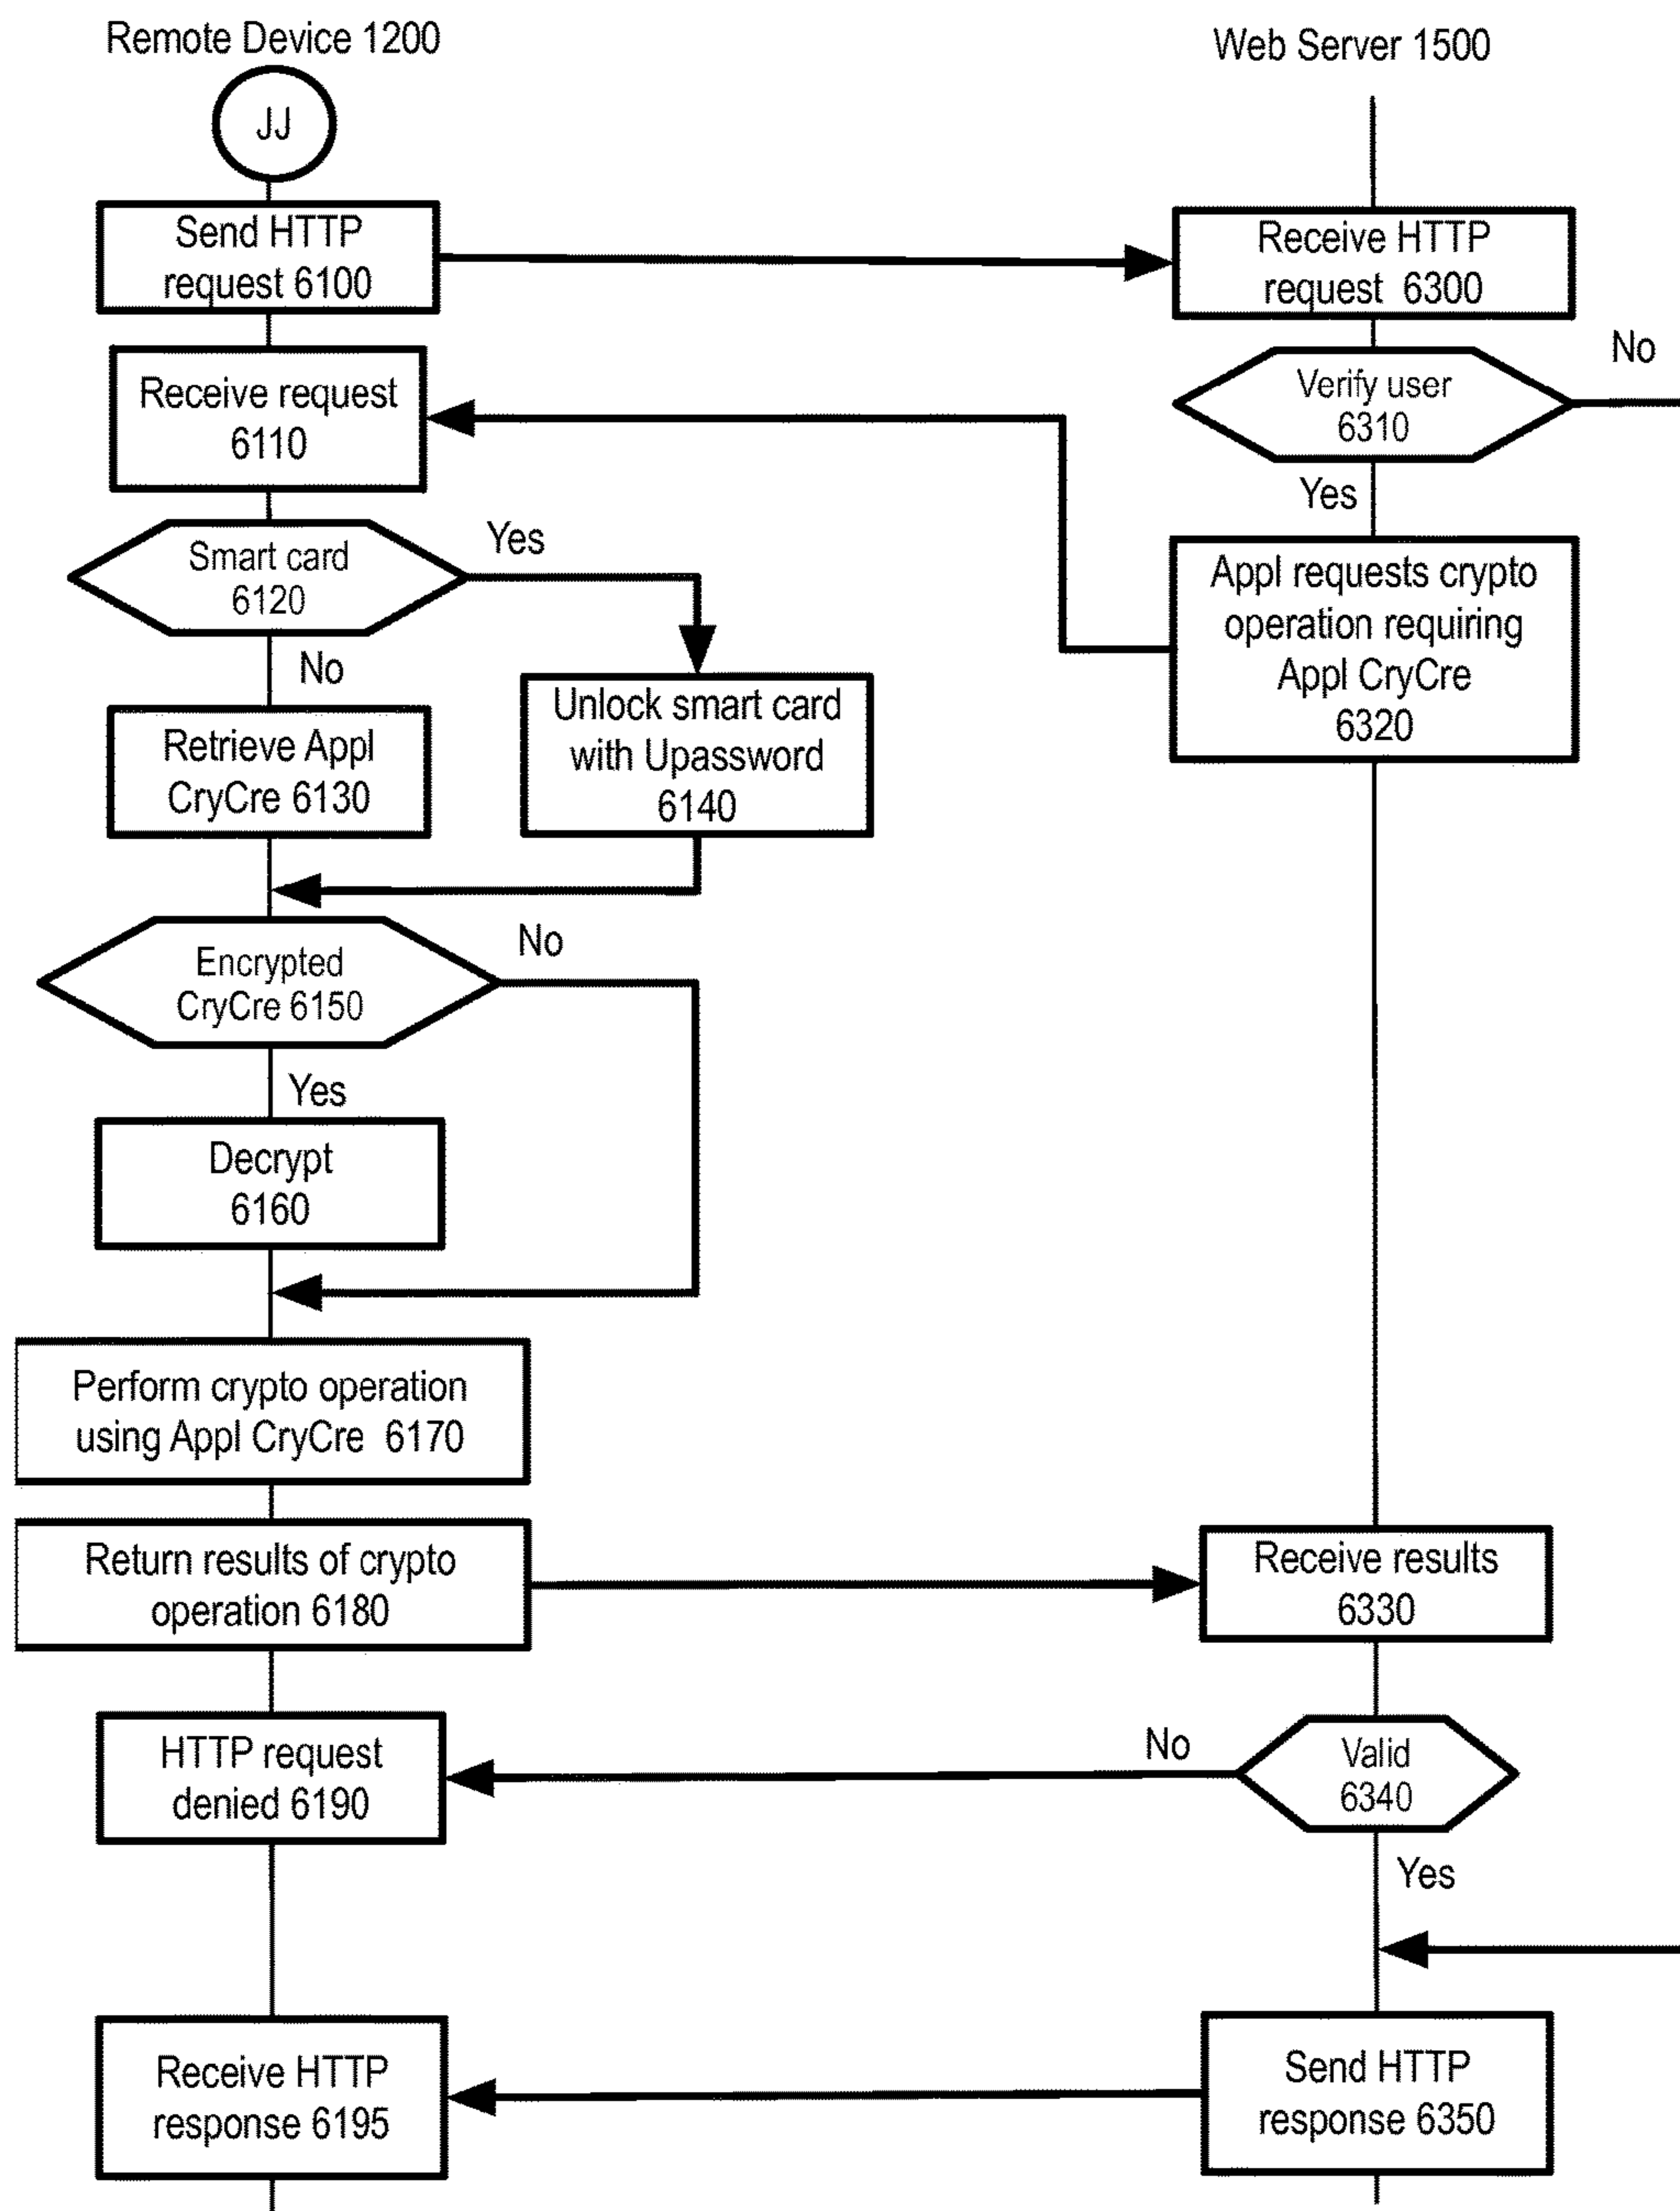 Remote Device 1200
Web Server 1500
JJ
Send HTTP
request 6100
Receive HTTP
request 6300
No
Receive request
6110
Verify user
6310
Yes
Smart card
6120
Yes
No
Appl requests crypto
operation requiring
Appl CryCre
6320
Unlock smart card
with Upassword
6140
Retrieve Appl
CryCre 6130
Encrypted
CryCre 6150
No
Yes
Decrypt
6160
Perform crypto operation
using Appl CryCre 6170
Return results of crypto
operation 6180
Receive results
6330
HTTP request
denied 6190
No
Valid
6340
Yes
Receive HTTP
response 6195
Send HTTP
response 6350